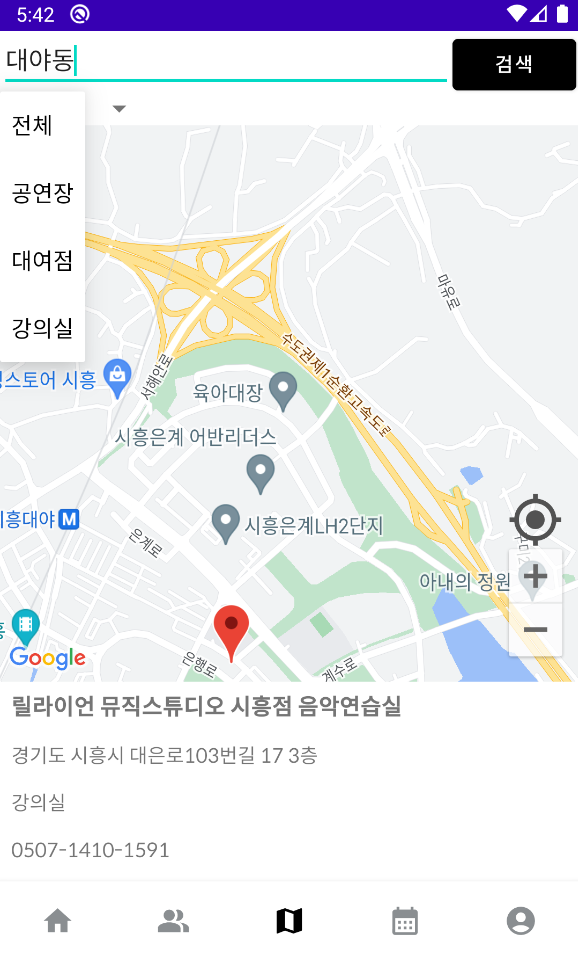 5:42
대야동
검색
전체
공연장
대여점
강의실
마유로
수도권제1순환고속도로
서해안로
스토어 시흥
육아대장
시흥은계 어반리더스
시흥은계LH2단지
흥대야 M
은계로
아내의 정원
+
−
Google
은행로
계수로
릴라이언 뮤직스튜디오 시흥점 음악연습실
경기도 시흥시 대은로103번길 17 3층
강의실
0507-1410-1591